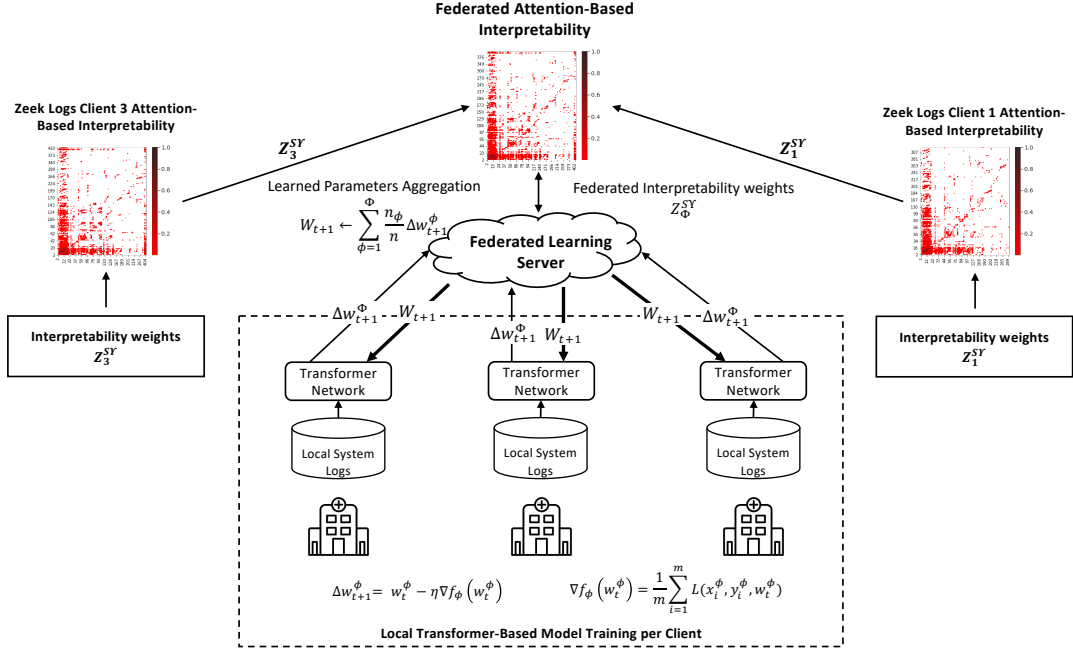 Federated Attention-Based
Interpretability
Zeek Logs Client 3 Attention-
Based Interpretability
Zeek Logs Client 1 Attention-
Based Interpretability
1.0
0.8
0.6
0.4
0.2
1.0
0.8
0.6
0.4
0.2
1.0
0.8
0.6
0.4
0.2
Z_3^{SY}
Z_1^{SY}
Learned Parameters Aggregation
Federated Interpretability weights
Z_Φ^{SY}
W_{t+1} ← ∑_{ϕ=1}^{Φ} \frac{n_ϕ}{n} Δw_{t+1}^{ϕ}
Federated Learning
Server
Interpretability weights
Z_3^{SY}
Interpretability weights
Z_1^{SY}
Δw_{t+1}^{Φ} W_{t+1} Δw_{t+1}^{Φ} W_{t+1} W_{t+1} Δw_{t+1}^{Φ}
Transformer
Network
Transformer
Network
Transformer
Network
Local System
Logs
Local System
Logs
Local System
Logs
Δw_{t+1}^{ϕ} = w_t^{ϕ} − η∇f_ϕ(w_t^{ϕ})
∇f_ϕ(w_t^{ϕ}) = \frac{1}{m} ∑_{i=1}^{m} L(x_i^{ϕ}, y_i^{ϕ}, w_t^{ϕ})
Local Transformer-Based Model Training per Client